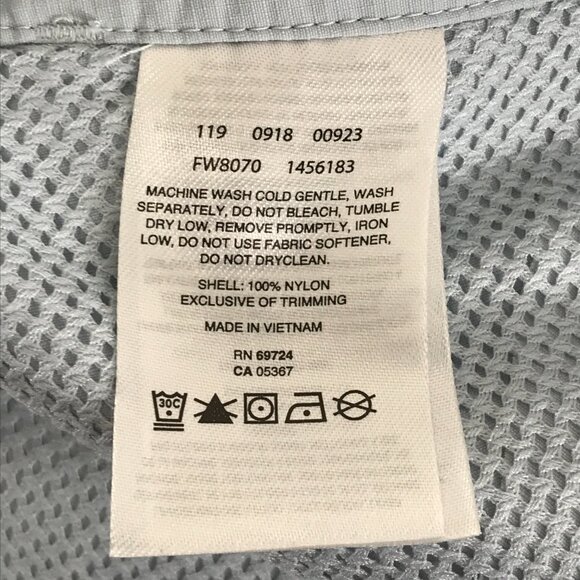 119 0918 00923
FW8070 1456183
MACHINE WASH COLD GENTLE, WASH
SEPARATELY, DO NOT BLEACH, TUMBLE
DRY LOW, REMOVE PROMPTLY, IRON
LOW, DO NOT USE FABRIC SOFTENER,
DO NOT DRYCLEAN.
SHELL: 100% NYLON
EXCLUSIVE OF TRIMMING
MADE IN VIETNAM
RN 69724
CA 05367
30C